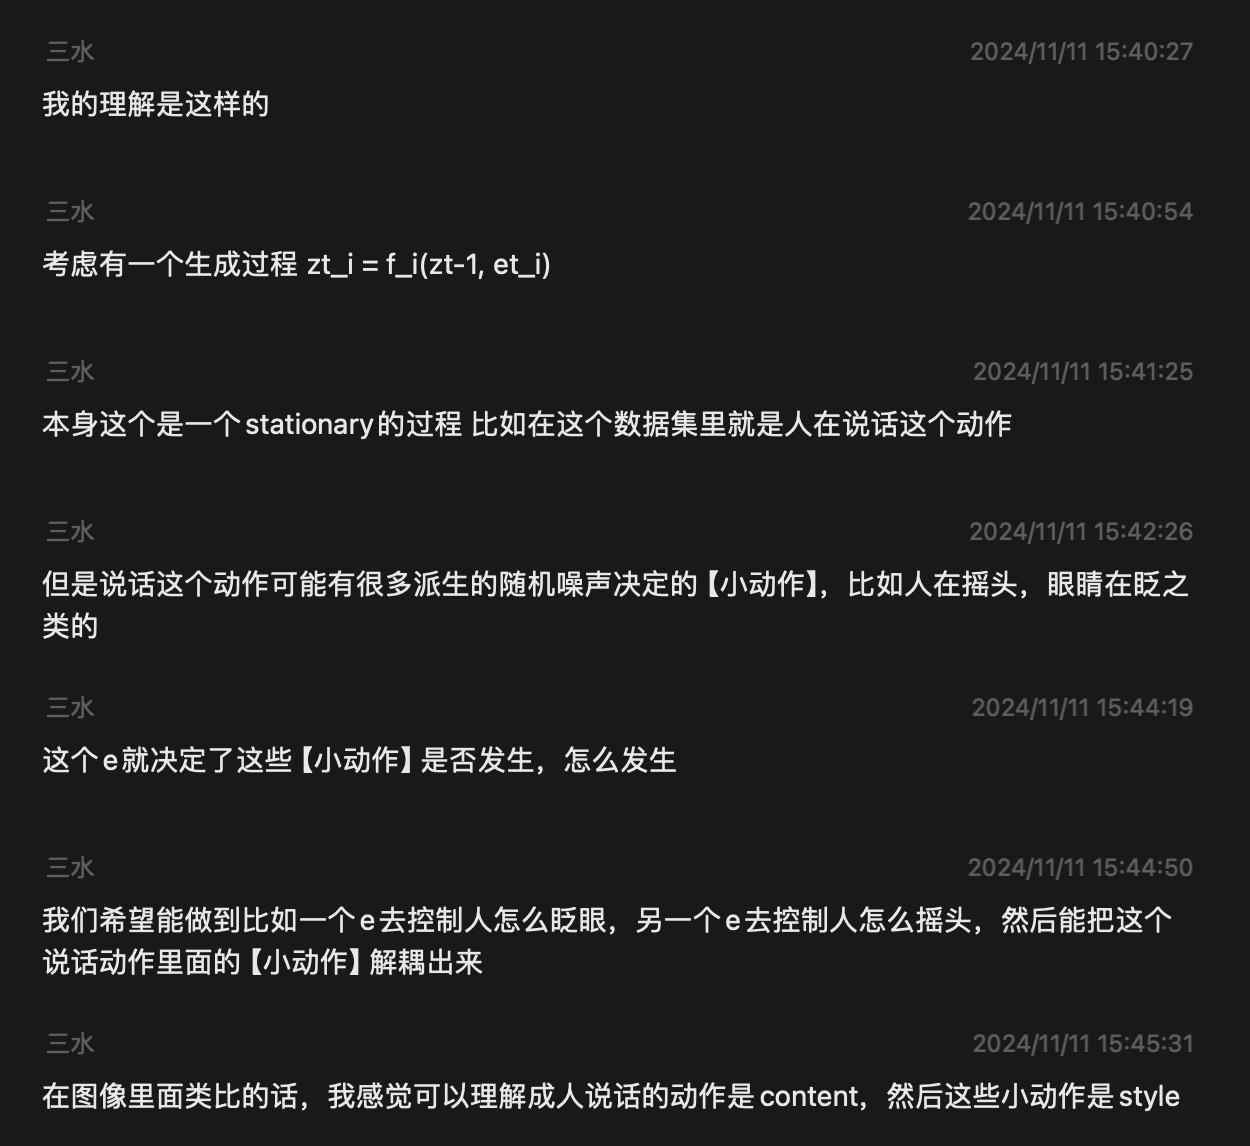 三水 2024/11/11 15:40:27
我的理解是这样的
三水 2024/11/11 15:40:54
考虑有一个生成过程 zt_i = f_i(zt-1, et_i)
三水 2024/11/11 15:41:25
本身这个是一个stationary的过程 比如在这个数据集里就是人在说话这个动作
三水 2024/11/11 15:42:26
但是说话这个动作可能有很多派生的随机噪声决定的【小动作】，比如人在摇头，眼睛在眨之
类的
三水 2024/11/11 15:44:19
这个e就决定了这些【小动作】是否发生，怎么发生
三水 2024/11/11 15:44:50
我们希望能做到比如一个e去控制人怎么眨眼，另一个e去控制人怎么摇头，然后能把这个
说话动作里面的【小动作】解耦出来
三水 2024/11/11 15:45:31
在图像里面类比的话，我感觉可以理解成人说话的动作是content，然后这些小动作是style